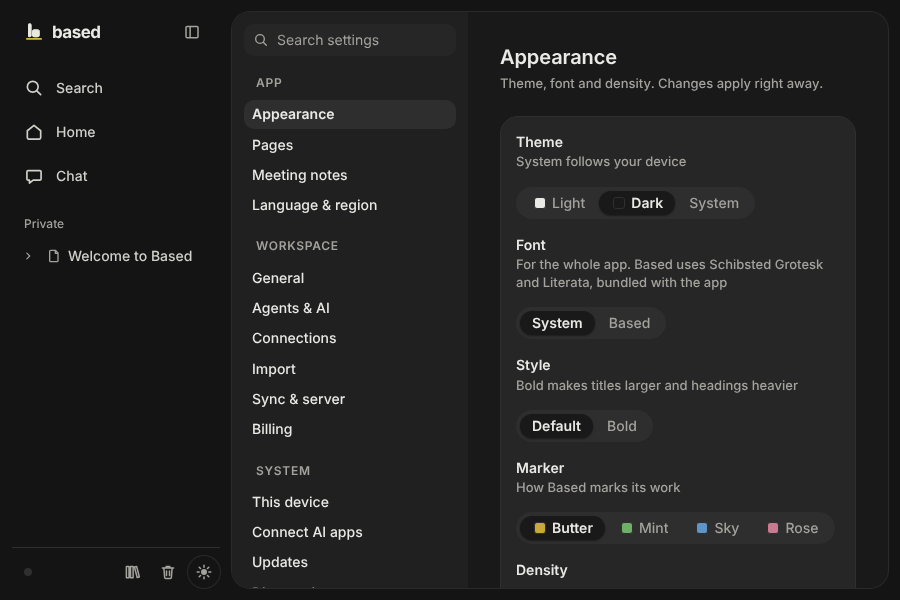 based
Search
Home
Chat
Private
Welcome to Based
Search settings
APP
Appearance
Pages
Meeting notes
Language & region
WORKSPACE
General
Agents & AI
Connections
Import
Sync & server
Billing
SYSTEM
This device
Connect AI apps
Updates
Appearance
Theme, font and density. Changes apply right away.
Theme
System follows your device
Light Dark System
Font
For the whole app. Based uses Schibsted Grotesk
and Literata, bundled with the app
System Based
Style
Bold makes titles larger and headings heavier
Default Bold
Marker
How Based marks its work
Butter Mint Sky Rose
Density